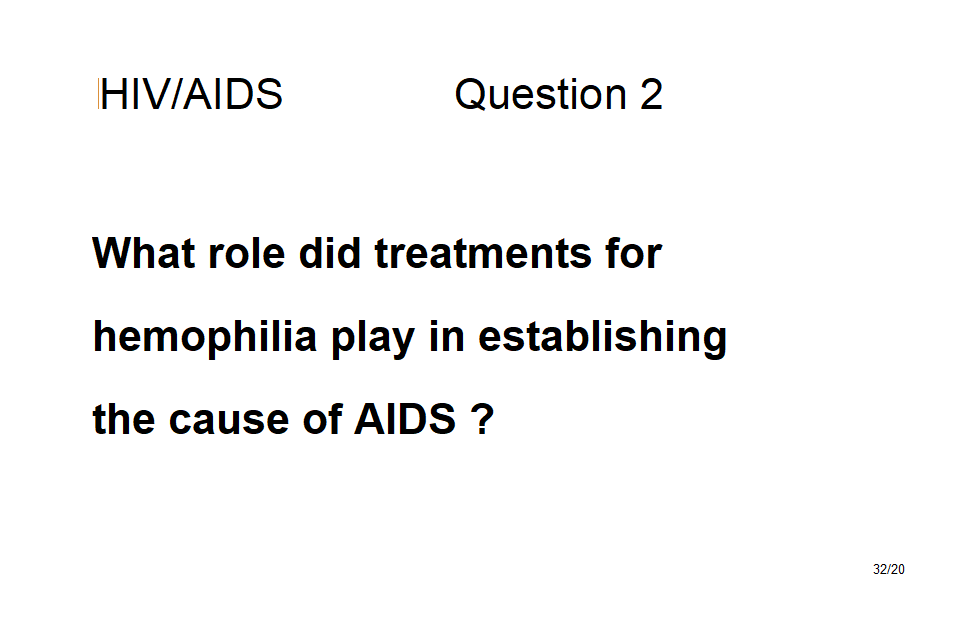 HIV/AIDS Question 2
What role did treatments for
hemophilia play in establishing
the cause of AIDS ?
32/20